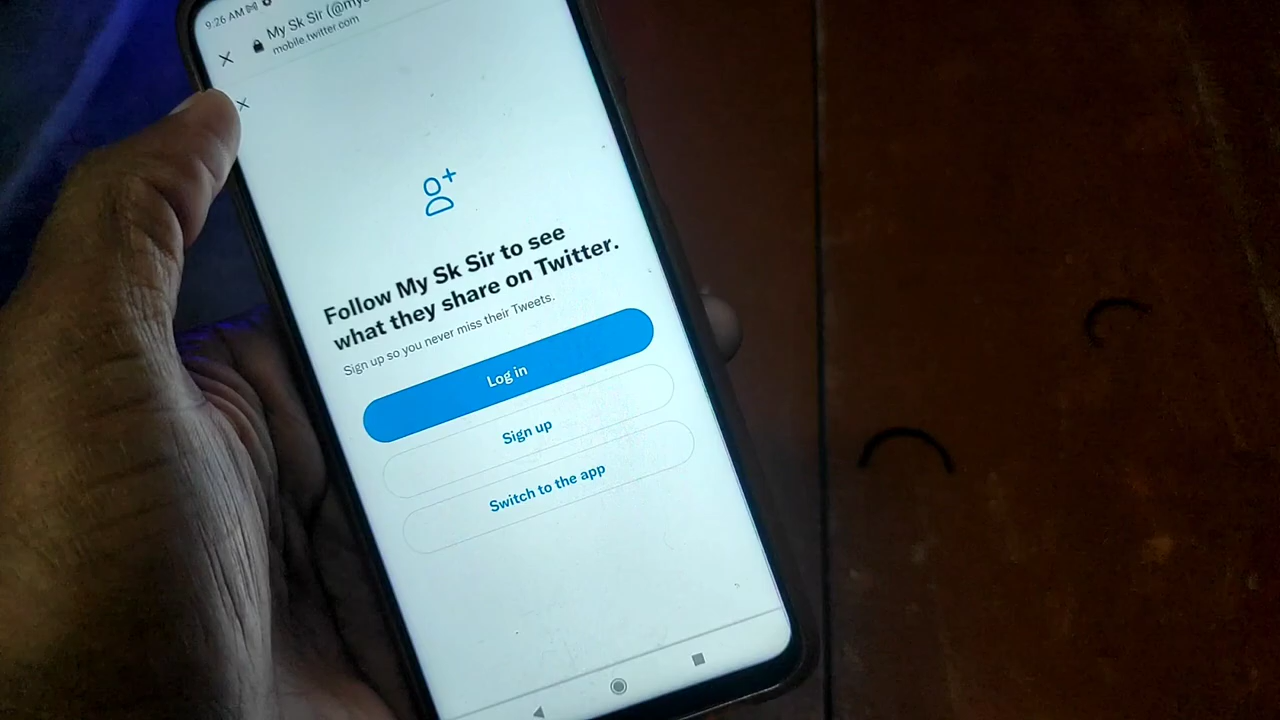 9:26 AM
My Sk Sir (@mys
mobile.twitter.com
Follow My Sk Sir to see
what they share on Twitter.
Sign up so you never miss their Tweets.
Log in
Sign up
Switch to the app